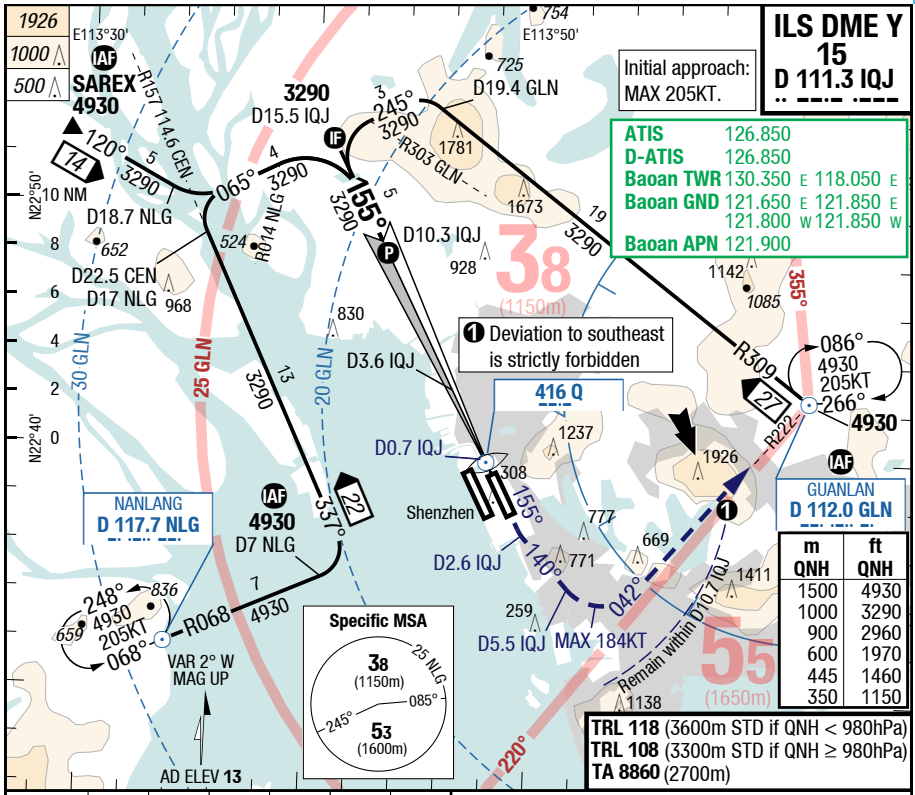 1926
1000
500
E113°30'
IAF
SAREX
4930
120°
14
5
3290
R157 114.6 CEN
10 NM
N22°50'
8
6
4
2
0
N22°40'
D18.7 NLG
652
D22.5 CEN
D17 NLG
968
524
R014 NLG
065°
4
3290
3290
D15.5 IQJ
IF
3
245°
3290
R303 GLN
D19.4 GLN
754
E113°50'
725
1781
1673
Initial approach:
MAX 205KT.
ILS DME Y
15
D 111.3 IQJ
ATIS 126.850
D-ATIS 126.850
Baoan TWR 130.350 E 118.050 E
Baoan GND 121.650 E 121.850 E
121.800 W 121.850 W
Baoan APN 121.900
155°
5
3290
P
D10.3 IQJ
928
38
(1150m)
19
3290
1142
1085
355°
830
D3.6 IQJ
1 Deviation to southeast
is strictly forbidden
30 GLN
25 GLN
20 GLN
13
3290
R309
27
086°
4930
205KT
266°
4930
R222
IAF
GUANLAN
D 112.0 GLN
416 Q
1237
1926
1
D0.7 IQJ
308
Shenzhen
155°
D2.6 IQJ
140°
777
771
669
1411
042°
259
D5.5 IQJ
MAX 184KT
Remain within D10.7 IQJ
55
(1650m)
1138
220°
NANLANG
D 117.7 NLG
IAF
4930
D7 NLG
337°
22
7
4930
R068
248°
4930
205KT
068°
836
659
VAR 2° W
MAG UP
AD ELEV 13
Specific MSA
38
(1150m)
25 NLG
085°
245°
53
(1600m)
m ft
QNH QNH
1500 4930
1000 3290
900 2960
600 1970
445 1460
350 1150
TRL 118 (3600m STD if QNH < 980hPa)
TRL 108 (3300m STD if QNH ≥ 980hPa)
TA 8860 (2700m)